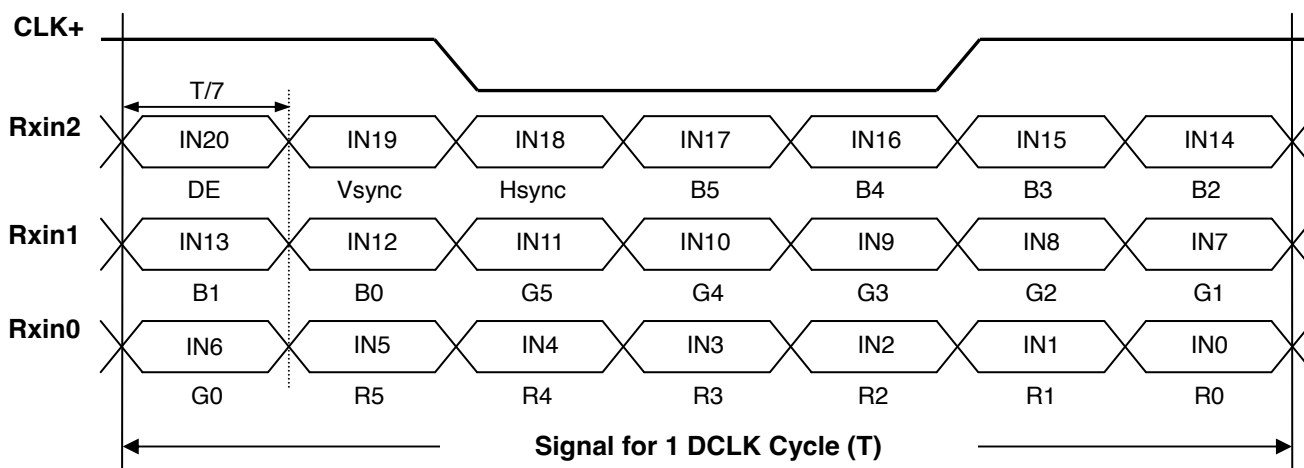 CLK+
T/7
Rxin2 IN20 IN19 IN18 IN17 IN16 IN15 IN14
DE Vsync Hsync B5 B4 B3 B2
Rxin1 IN13 IN12 IN11 IN10 IN9 IN8 IN7
B1 B0 G5 G4 G3 G2 G1
Rxin0 IN6 IN5 IN4 IN3 IN2 IN1 IN0
G0 R5 R4 R3 R2 R1 R0
Signal for 1 DCLK Cycle (T)